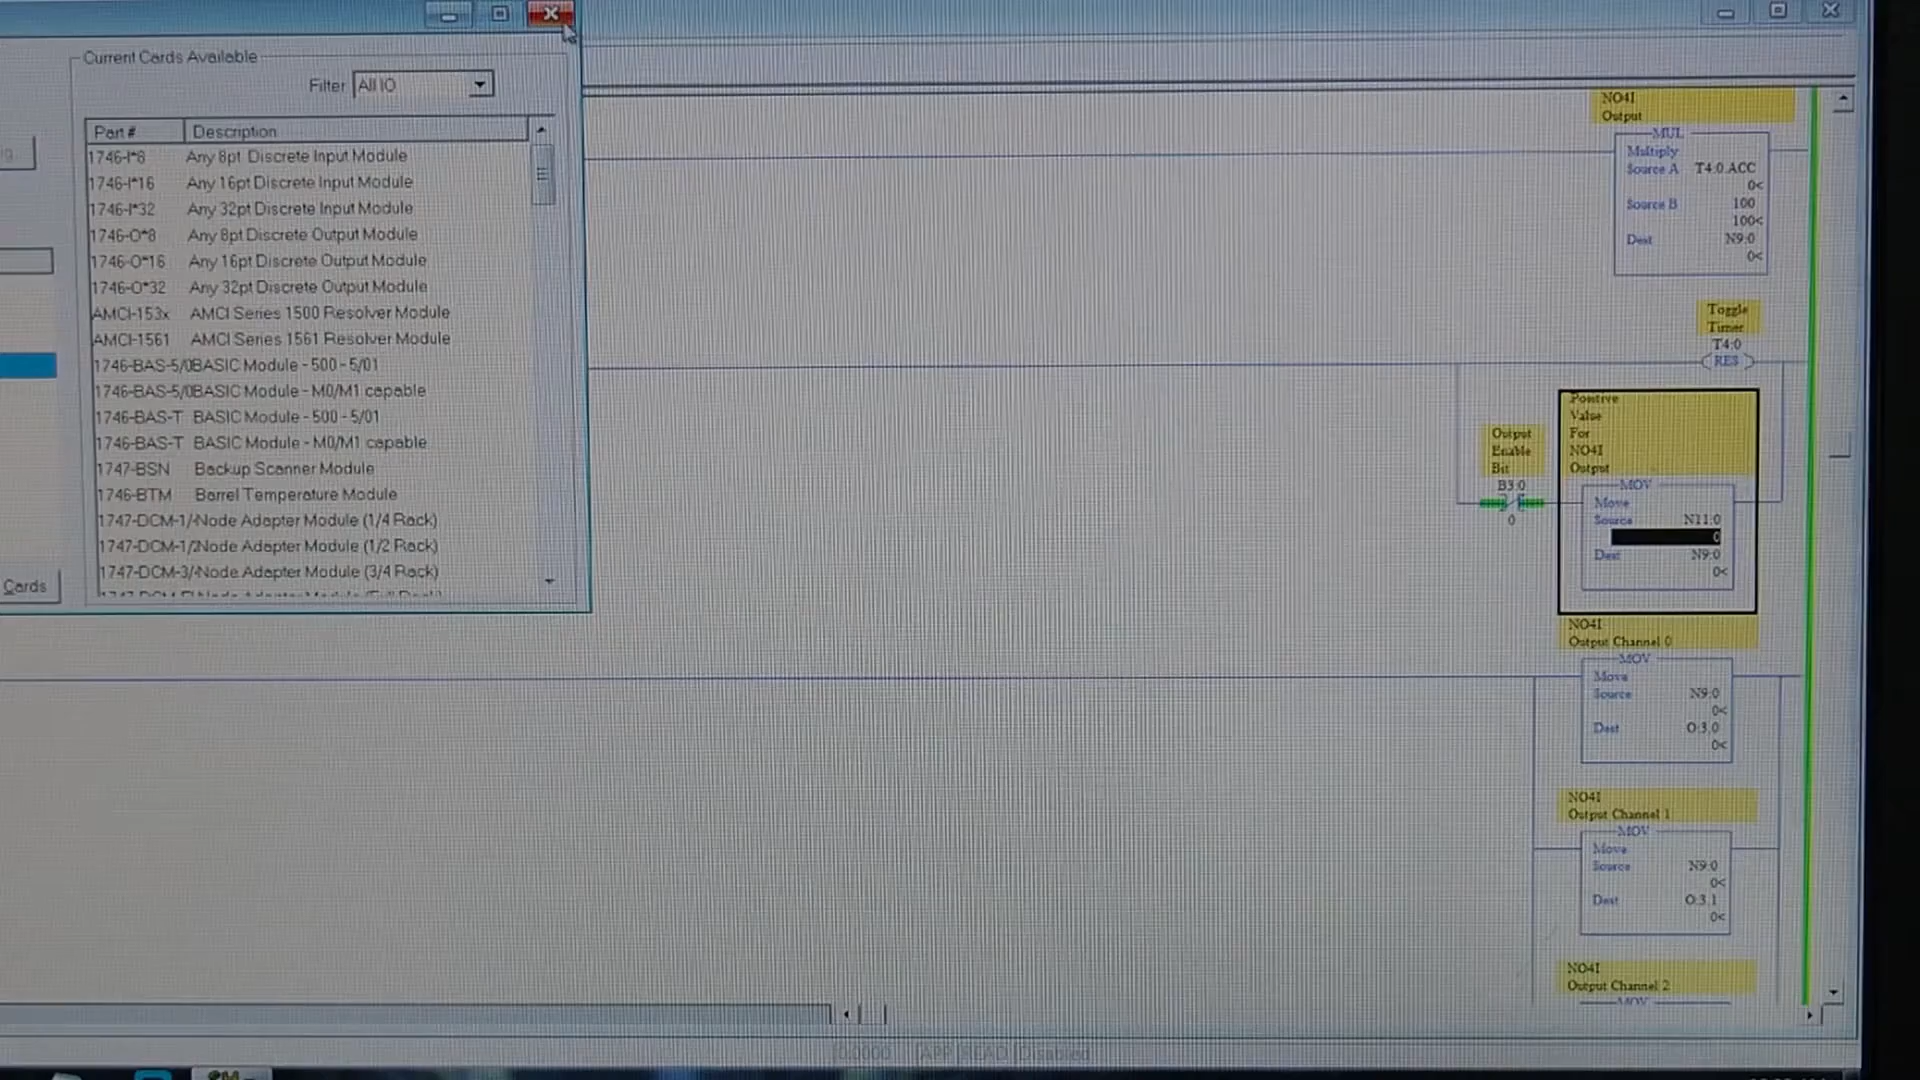 Current Cards Available
Filter All IO
Part # Description
1746-I*8 Any 8pt Discrete Input Module
1746-I*16 Any 16pt Discrete Input Module
1746-I*32 Any 32pt Discrete Input Module
1746-O*8 Any 8pt Discrete Output Module
1746-O*16 Any 16pt Discrete Output Module
1746-O*32 Any 32pt Discrete Output Module
AMCI-153x AMCI Series 1500 Resolver Module
AMCI-1561 AMCI Series 1561 Resolver Module
1746-BAS-5/0 BASIC Module - 500 - 5/01
1746-BAS-5/0 BASIC Module - M0/M1 capable
1746-BAS-T BASIC Module - 500 - 5/01
1746-BAS-T BASIC Module - M0/M1 capable
1747-BSN Backup Scanner Module
1746-BTM Barrel Temperature Module
1747-DCM-1/ Node Adapter Module (1/4 Rack)
1747-DCM-1/ Node Adapter Module (1/2 Rack)
1747-DCM-3/ Node Adapter Module (3/4 Rack)
Cards
NO4I
Output
MUL
Multiply
Source A T4:0.ACC
0<
Source B 100
100<
Dest N9:0
0<
Toggle
Timer
T4:0
RES
Output
Enable
Bit
B3:0
0
Positive
Value
For
NO4I
Output
MOV
Move
Source N11:0
0
Dest N9:0
0<
NO4I
Output Channel 0
MOV
Move
Source N9:0
0<
Dest O:3.0
0<
NO4I
Output Channel 1
MOV
Move
Source N9:0
0<
Dest O:3.1
0<
NO4I
Output Channel 2
MOV
0:0000 APP READ Disabled